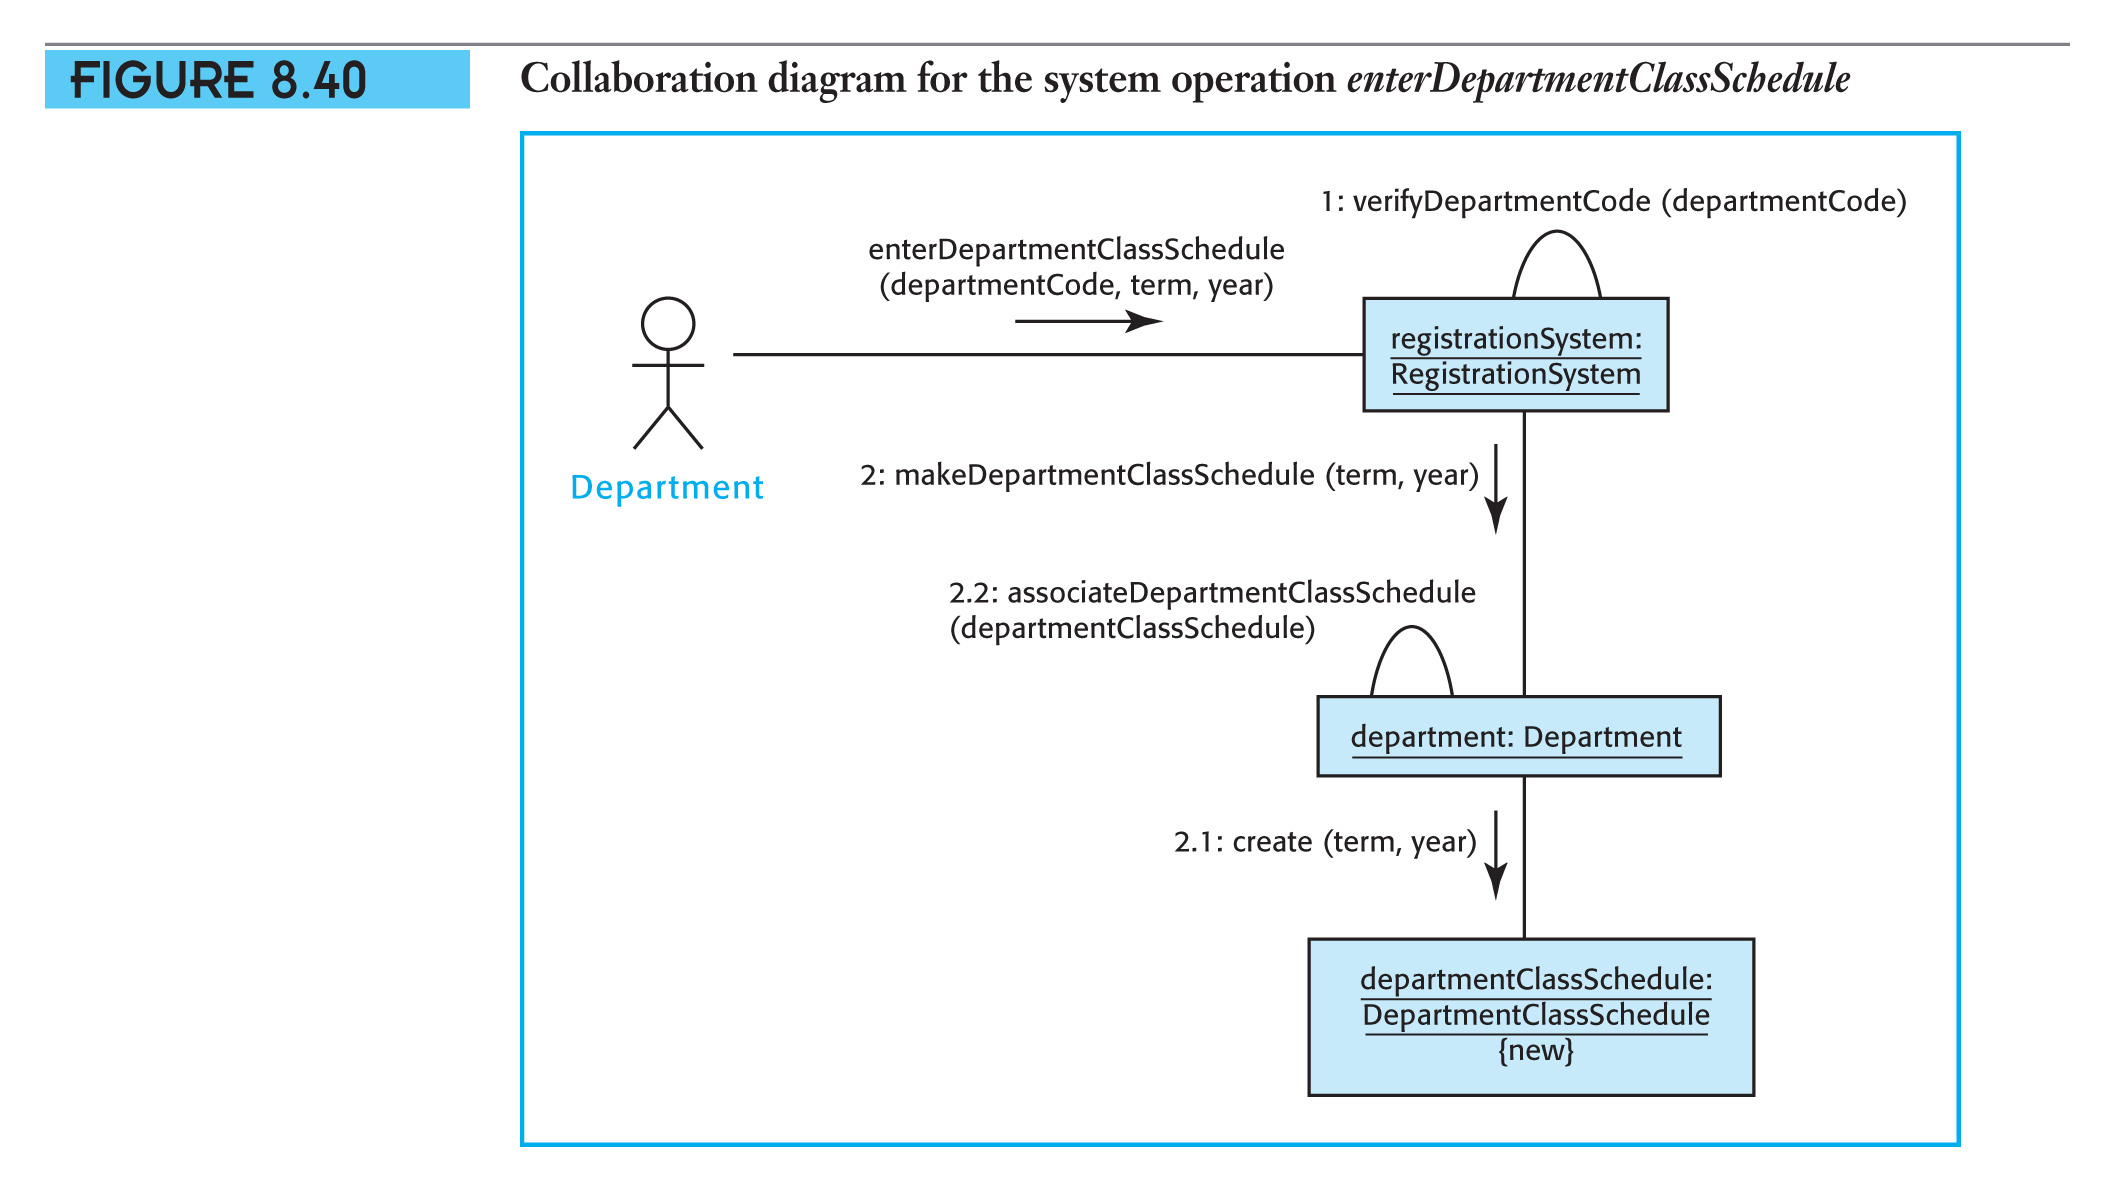 FIGURE 8.40
Collaboration diagram for the system operation enterDepartmentClassSchedule
1: verifyDepartmentCode (departmentCode)
enterDepartmentClassSchedule
(departmentCode, term, year)
registrationSystem:
RegistrationSystem
Department
2: makeDepartmentClassSchedule (term, year)
2.2: associateDepartmentClassSchedule
(departmentClassSchedule)
department: Department
2.1: create (term, year)
departmentClassSchedule:
DepartmentClassSchedule
{new}